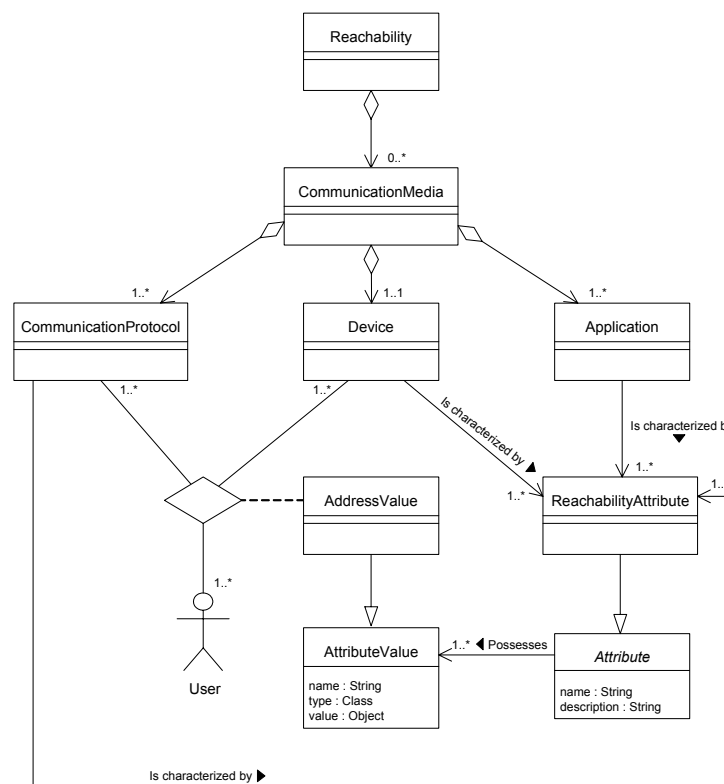 Reachability
0..*
CommunicationMedia
1..*
1..1
1..*
CommunicationProtocol
Device
Application
1..*
1..*
Is characterized by
Is characterized b
1..*
1..*
1..
AddressValue
ReachabilityAttribute
1..*
User
AttributeValue
name : String
type : Class
value : Object
1..*
Possesses
Attribute
name : String
description : String
Is characterized by